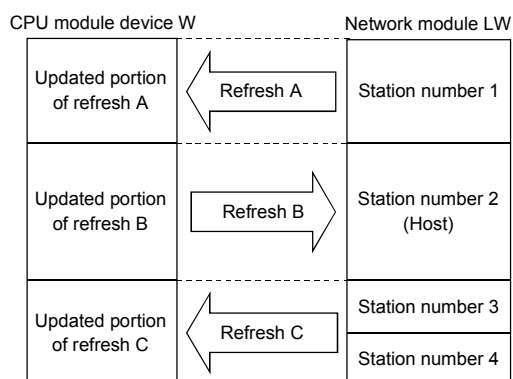 CPU module device W
Network module LW
Updated portion
of refresh A
Refresh A
Station number 1
Updated portion
of refresh B
Refresh B
Station number 2
(Host)
Updated portion
of refresh C
Refresh C
Station number 3
Station number 4